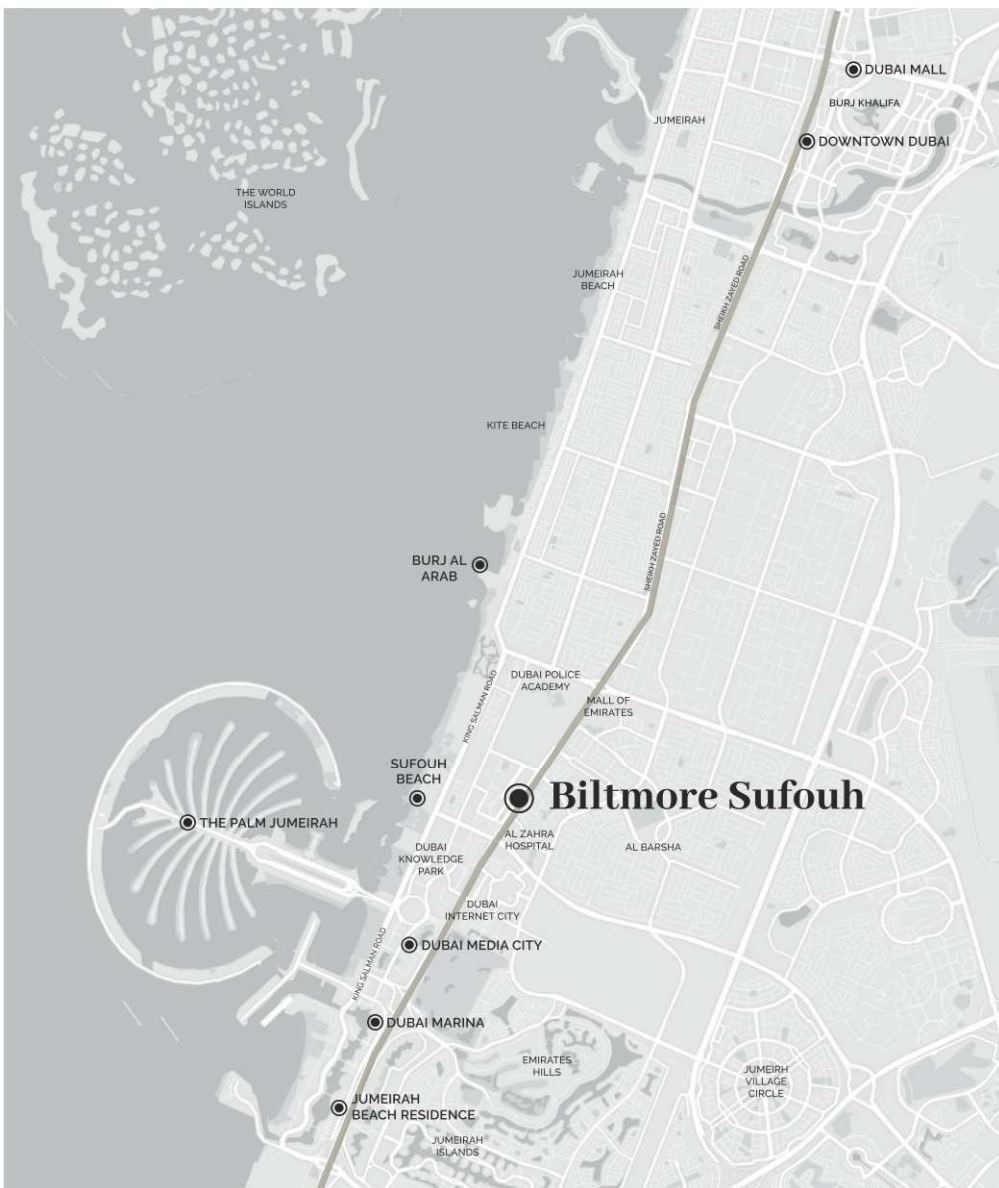 DUBAI MALL
BURJ KHALIFA
JUMEIRAH
DOWNTOWN DUBAI
THE WORLD
ISLANDS
JUMEIRAH
BEACH
SHEIKH ZAYED ROAD
KITE BEACH
SHEIKH ZAYED ROAD
BURJ AL
ARAB
DUBAI POLICE
ACADEMY
KING SALMAN ROAD
MALL OF
EMIRATES
SUFOUH
BEACH
Biltmore Sufouh
THE PALM JUMEIRAH
AL ZAHRA
HOSPITAL
AL BARSHA
DUBAI
KNOWLEDGE
PARK
DUBAI
INTERNET CITY
DUBAI MEDIA CITY
KING SALMAN ROAD
DUBAI MARINA
EMIRATES
HILLS
JUMEIRH
VILLAGE
CIRCLE
JUMEIRAH
BEACH RESIDENCE
JUMEIRAH
ISLANDS